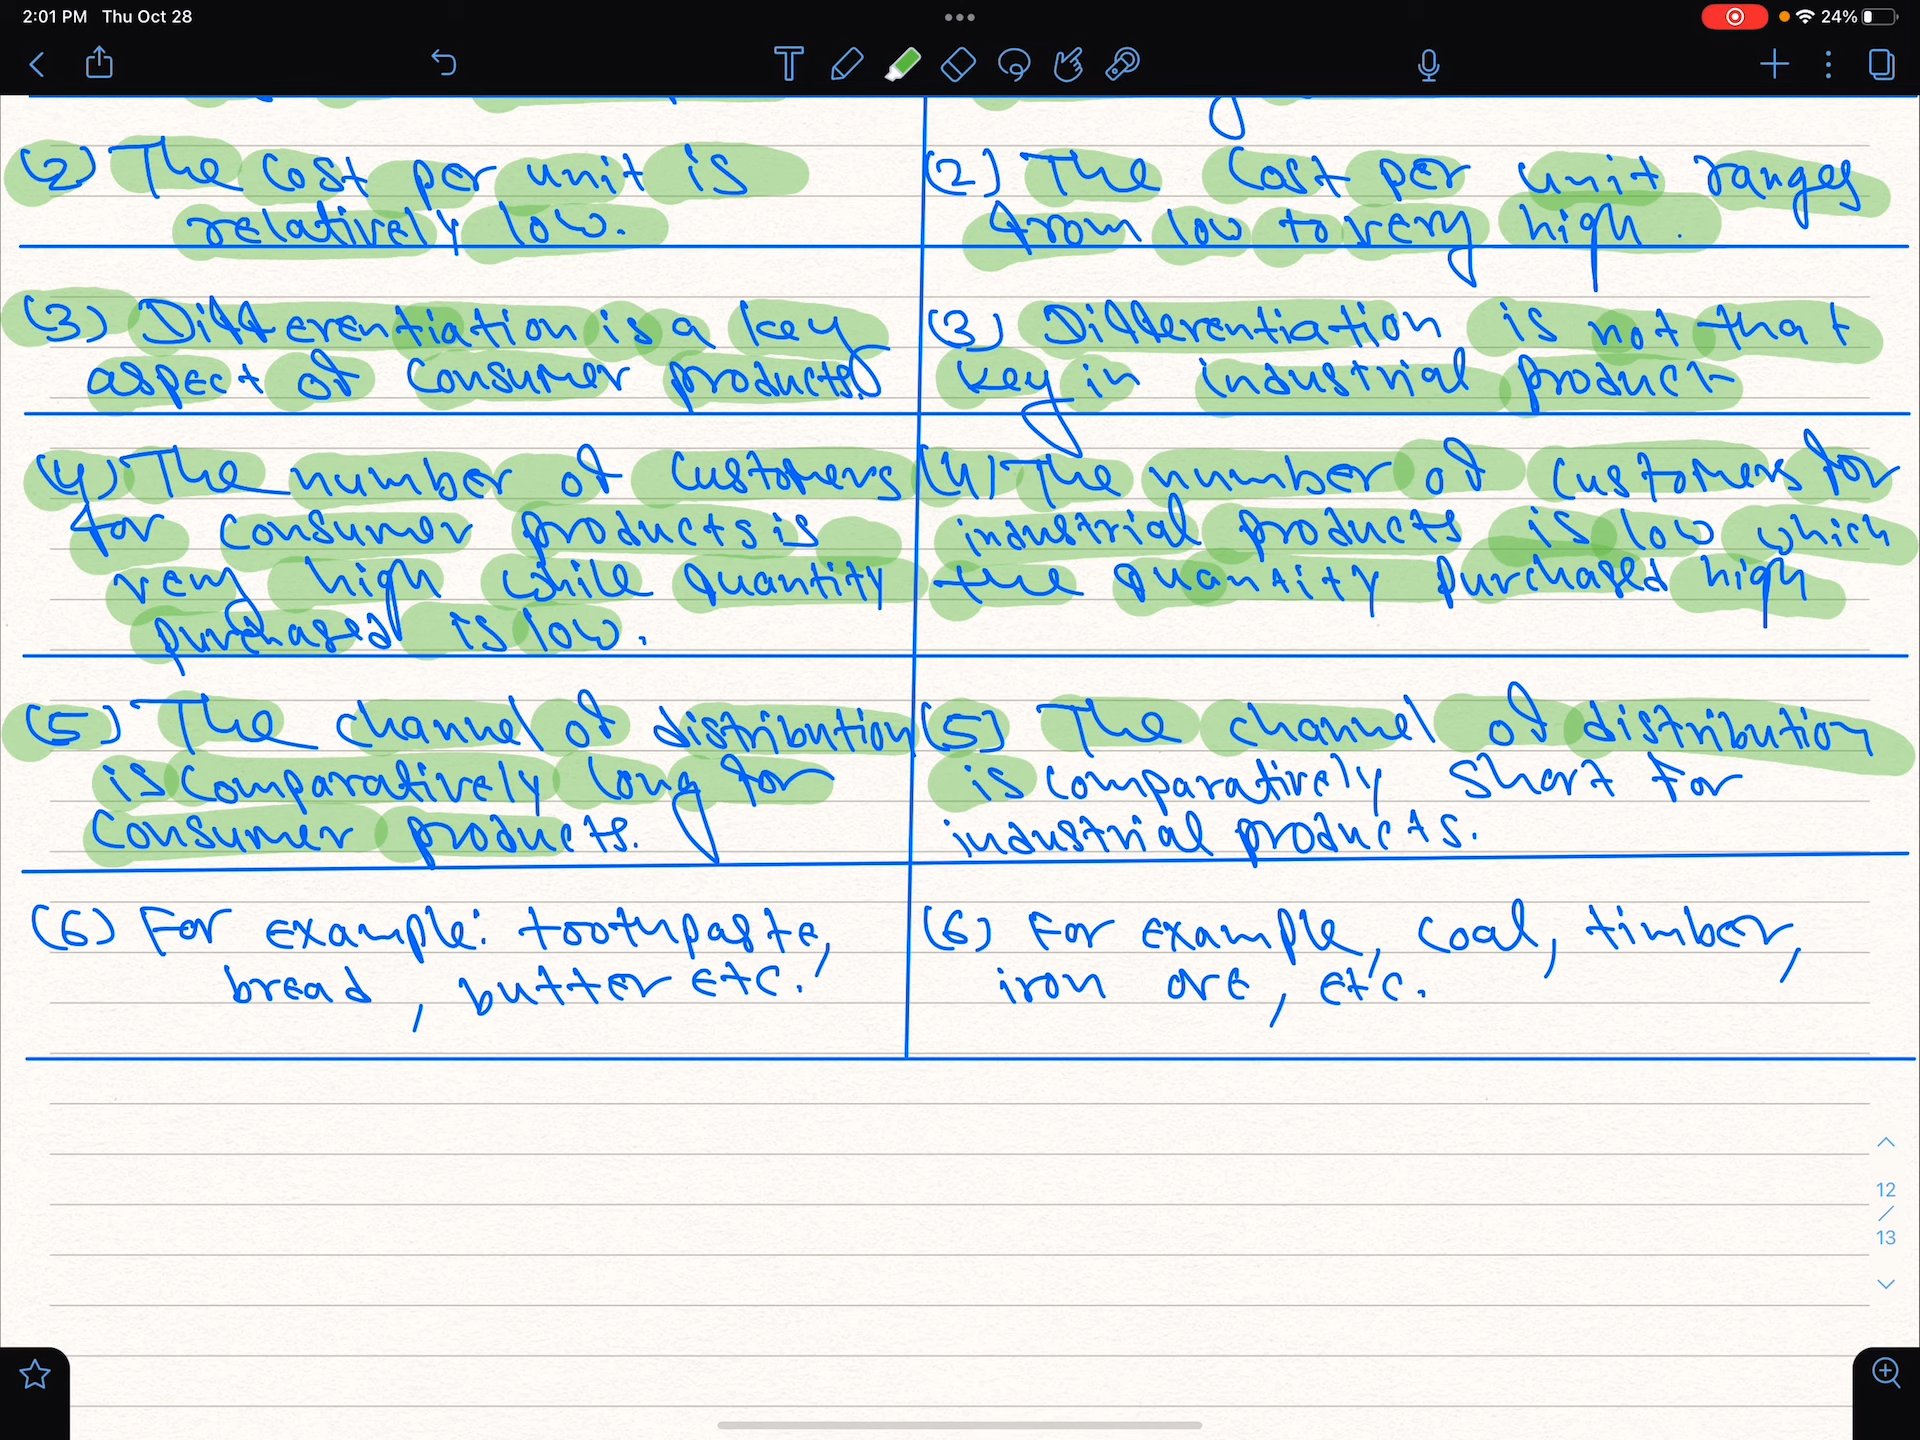 2:01 PM Thu Oct 28
24%
(2) The cost per unit is
relatively low.
(2) The cost per unit ranges
from low to very high.
(3) Differentiation is a key
aspect of consumer products.
(3) Differentiation is not that
key in industrial product
(4) The number of customers
for consumer products is
very high while quantity
purchased is low.
(4) The number of customers for
industrial products is low which
the quantity purchased high
(5) The channel of distribution
is comparatively long for
consumer products.
(5) The channel of distribution
is comparatively short for
industrial products.
(6) For example: toothpaste,
bread, butter etc.
(6) For example, coal, timber,
iron ore, etc.
12
/
13